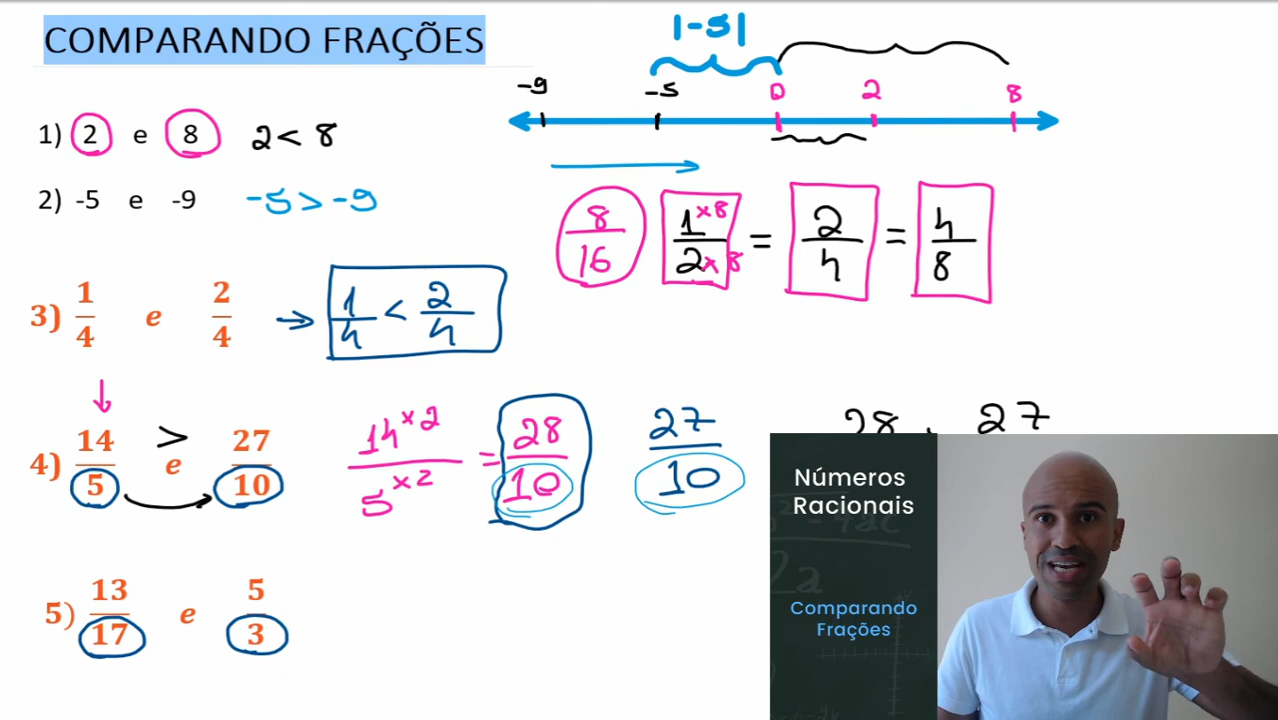 COMPARANDO FRAÇÕES
|-5|
-9 -5 0 2 8
1) 2 e 8 2 < 8
2) -5 e -9 -5 > -9
8/16 1×8/2×8 = 2/4 = 4/8
3) 1/4 e 2/4 → 1/4 < 2/4
4) 14/5 > e 27/10 14×2/5×2 = 28/10 27/10 28 27
5) 13/17 e 5/3
Números
Racionais
2a
Comparando
Frações